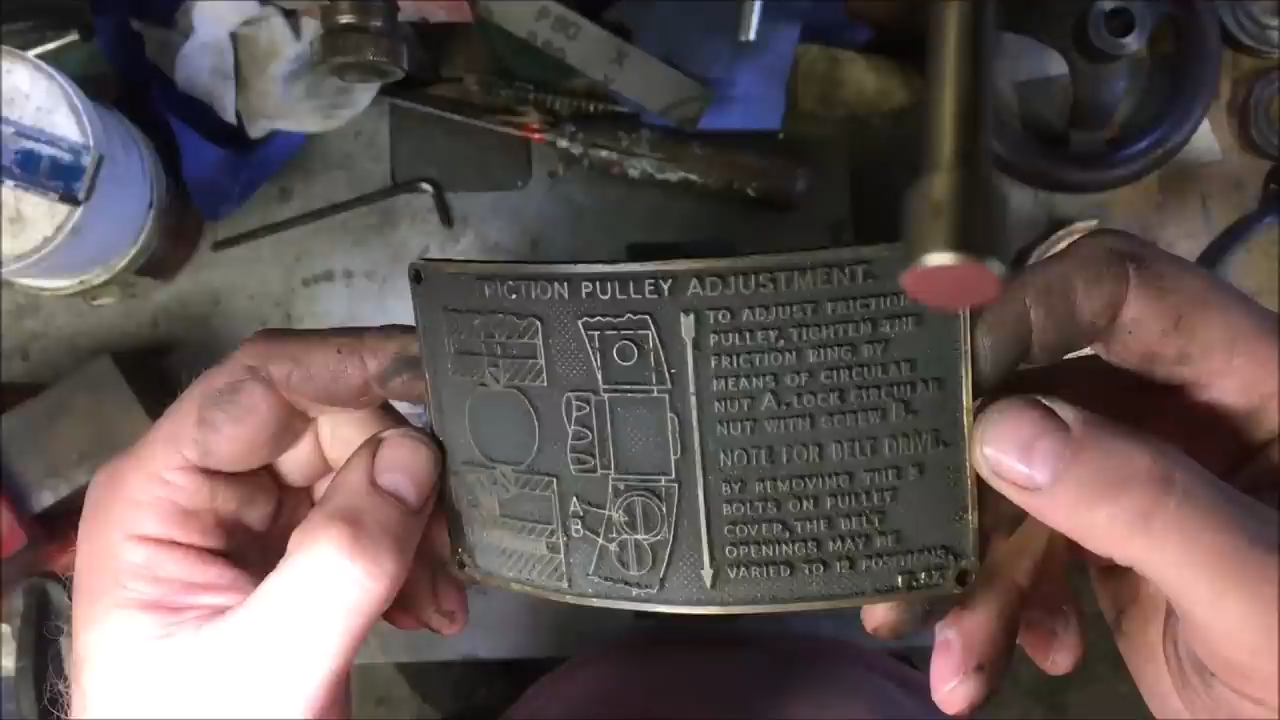 FRICTION PULLEY ADJUSTMENT.
TO ADJUST FRICTION
PULLEY, TIGHTEN
FRICTION RING, BY
MEANS OF CIRCULAR
NUT A, LOCK CIRCULAR
NUT WITH SCREW B.
NOTE FOR BELT DRIVE.
BY REMOVING THE
BOLTS ON PULLEY
COVER, THE BELT
OPENINGS MAY BE
VARIED TO 12 POSITIONS.
A
B